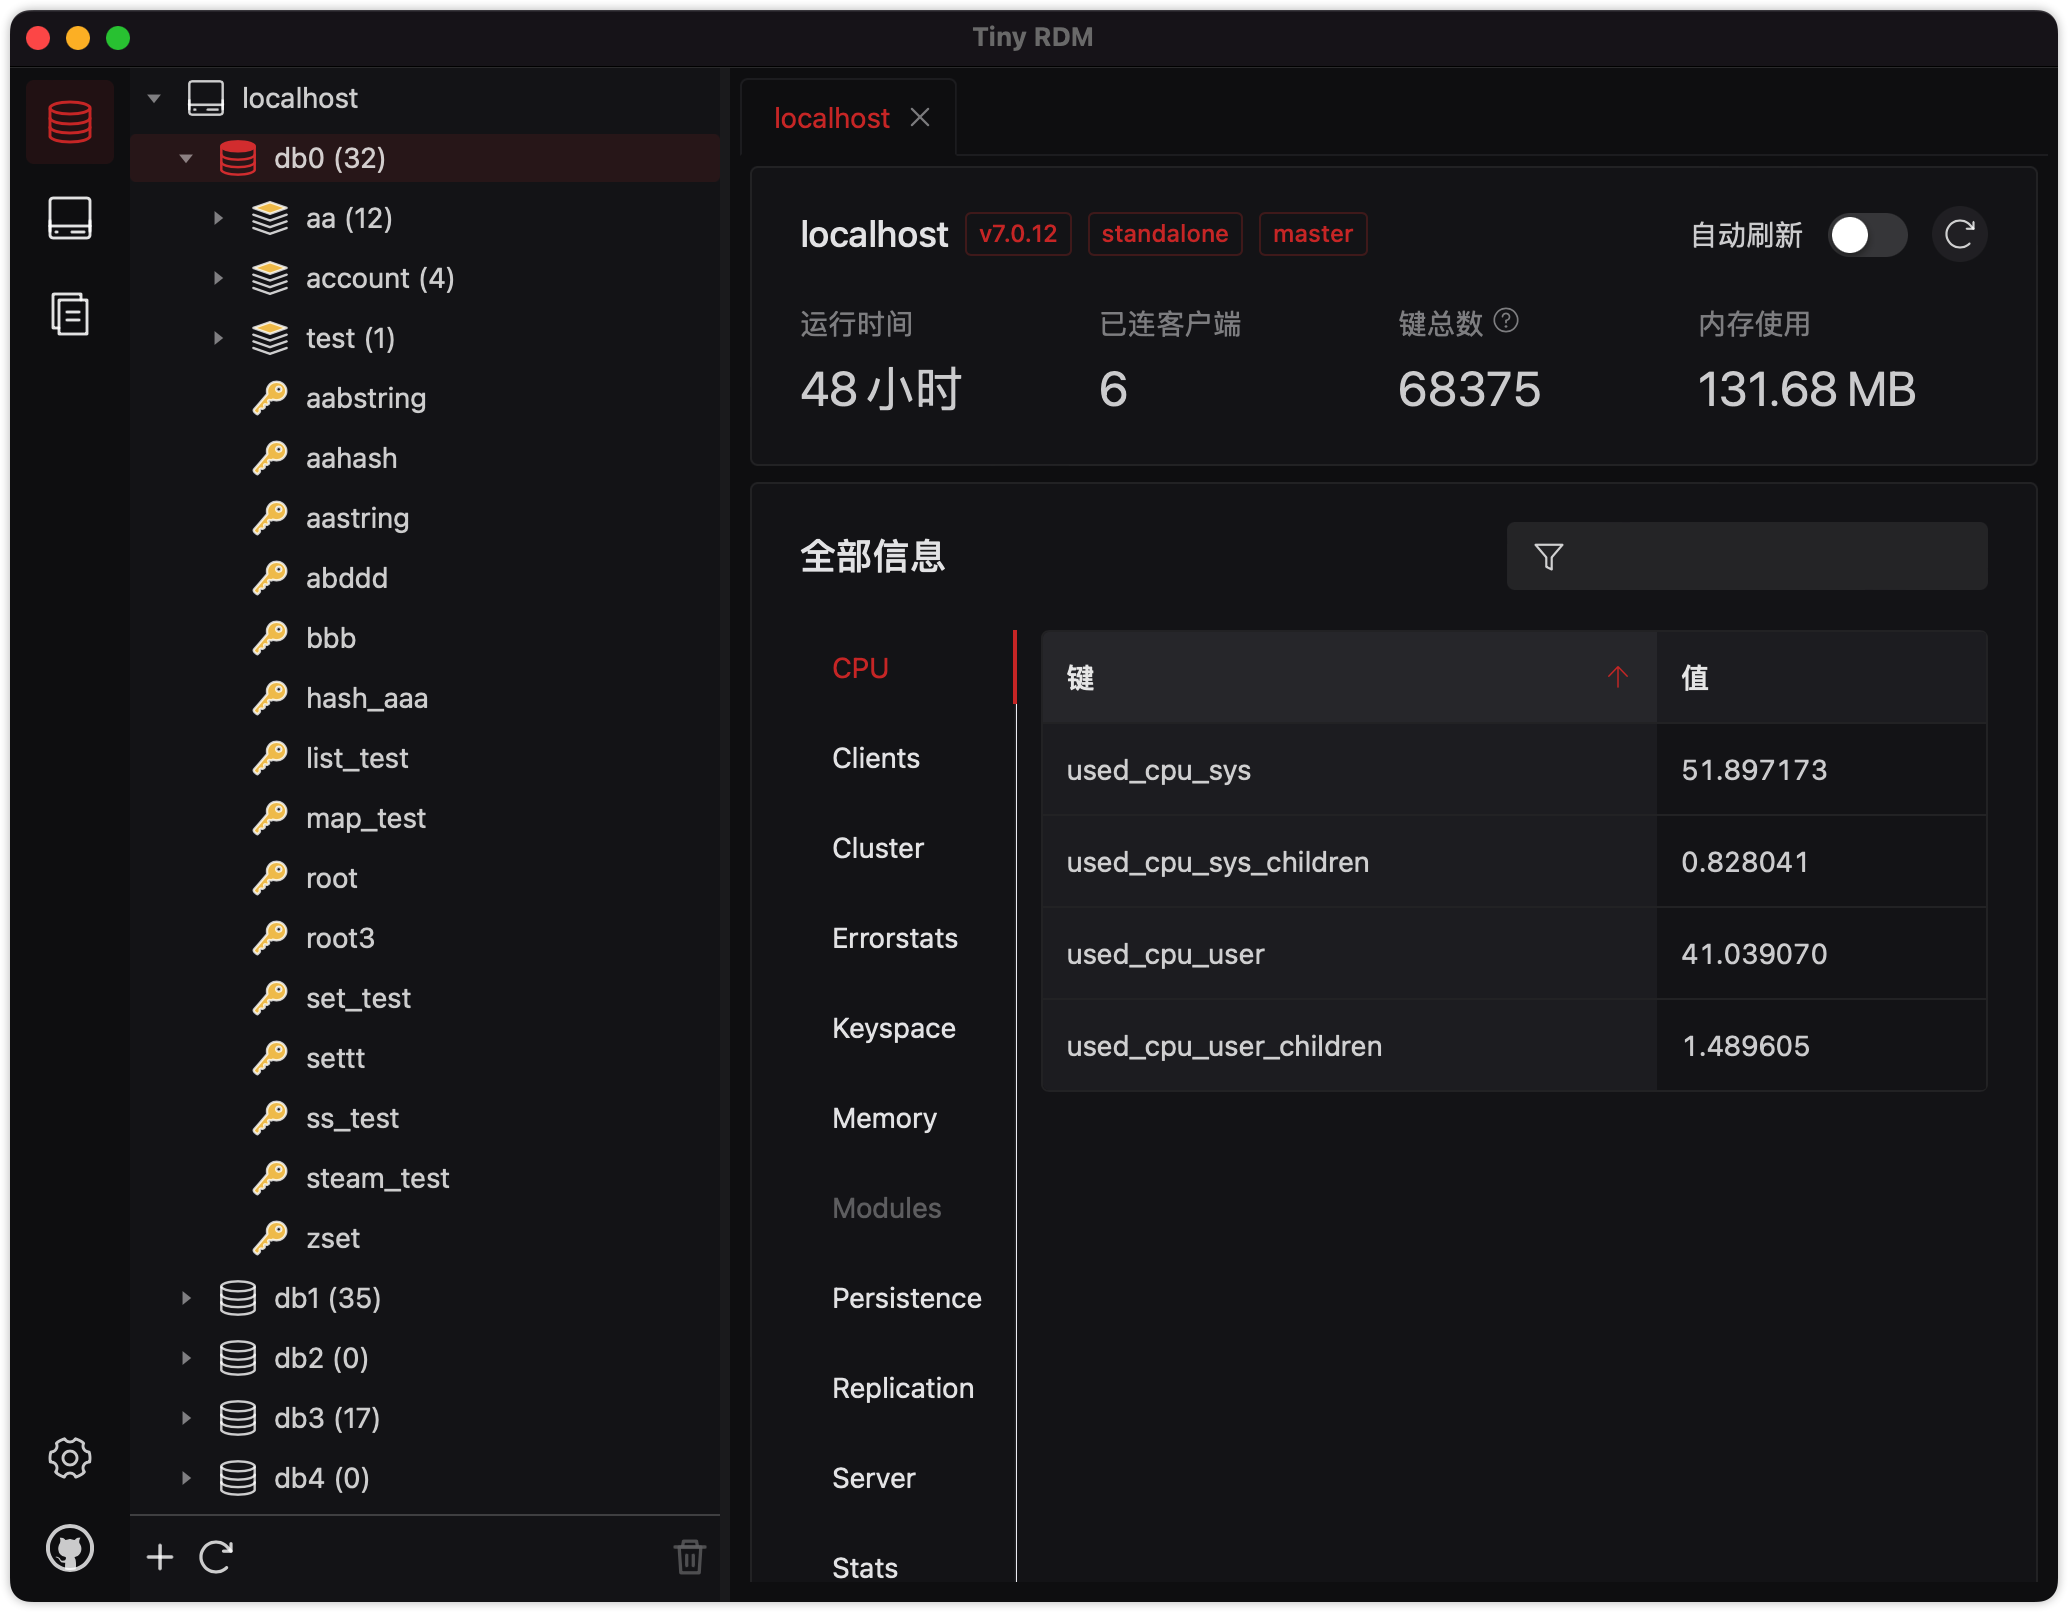 Tiny RDM
localhost
db0 (32)
aa (12)
account (4)
test (1)
aabstring
aahash
aastring
abddd
bbb
hash_aaa
list_test
map_test
root
root3
set_test
settt
ss_test
steam_test
zset
db1 (35)
db2 (0)
db3 (17)
db4 (0)
localhost
localhost v7.0.12 standalone master 自动刷新
运行时间 已连客户端 键总数 内存使用
48 小时 6 68375 131.68 MB
全部信息
CPU
Clients
Cluster
Errorstats
Keyspace
Memory
Modules
Persistence
Replication
Server
Stats
键 值
used_cpu_sys 51.897173
used_cpu_sys_children 0.828041
used_cpu_user 41.039070
used_cpu_user_children 1.489605